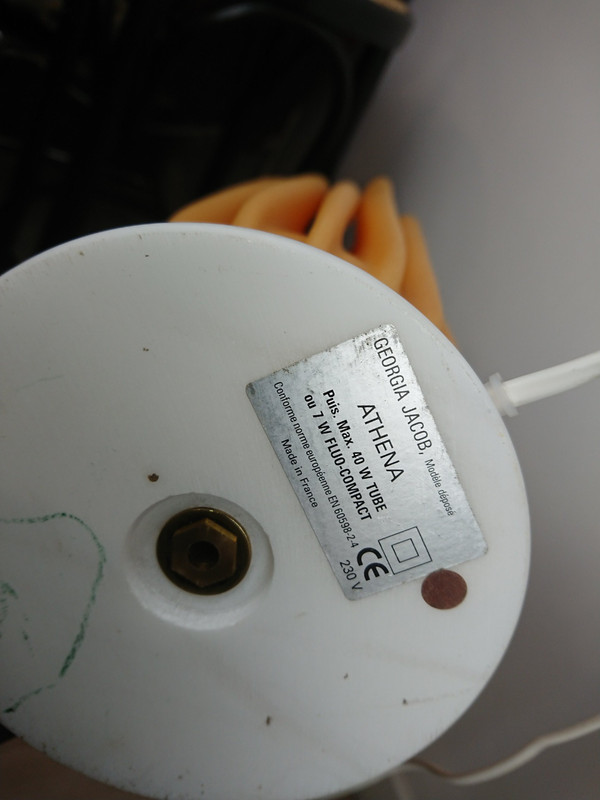 GEORGIA JACOB, Modèle déposé
ATHENA
Puis. Max. 40 W TUBE
ou 7 W FLUO-COMPACT
Conforme norme européenne EN 60598-2-4
Made in France
CE
230 V